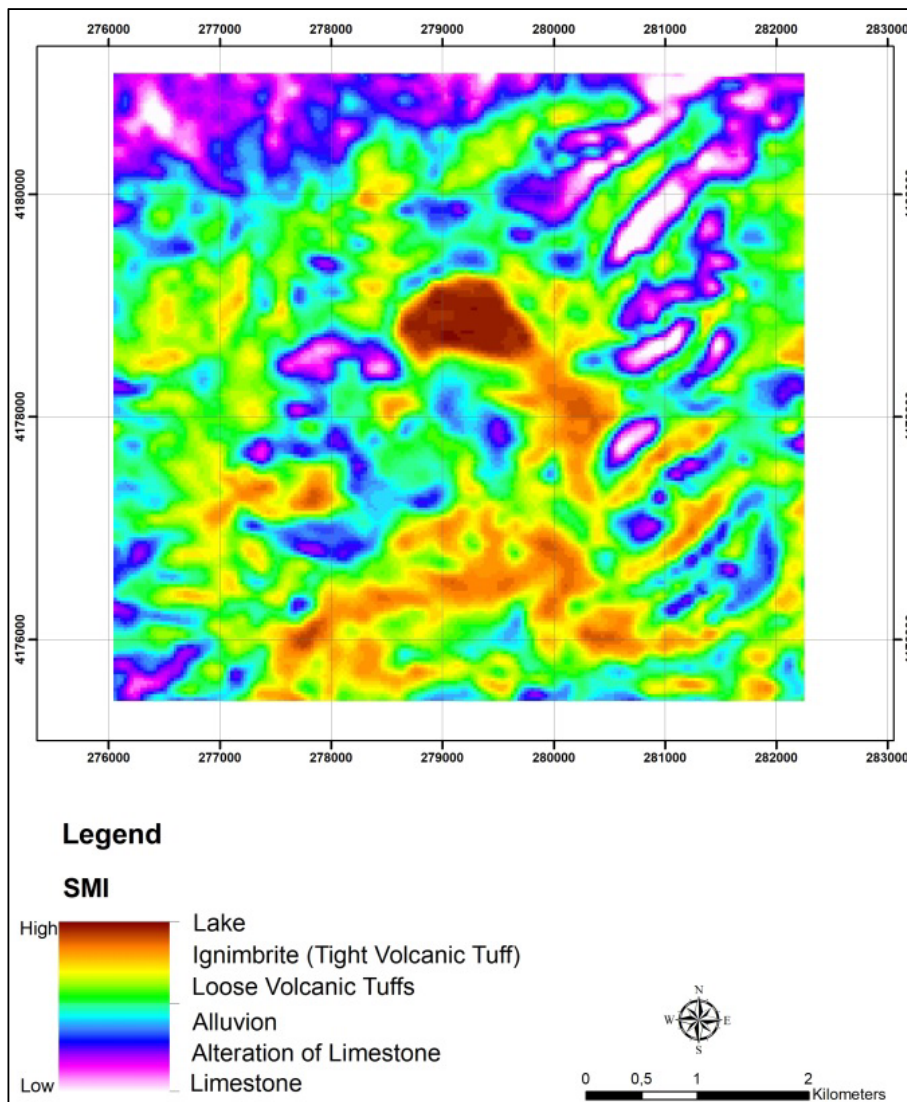 276000 277000 278000 279000 280000 281000 282000 283000
4180000
4178000
4176000
276000 277000 278000 279000 280000 281000 282000 283000
Legend
SMI
High
Lake
Ignimbrite (Tight Volcanic Tuff)
Loose Volcanic Tuffs
Alluvion
Alteration of Limestone
Low
Limestone
N
W E
S
0 0,5 1 2
Kilometers